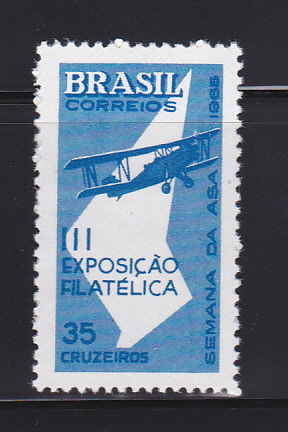 BRASIL
CORREIOS
III
EXPOSIÇÃO
FILATÉLICA
35
CRUZEIROS
SEMANA DA ASA 1965